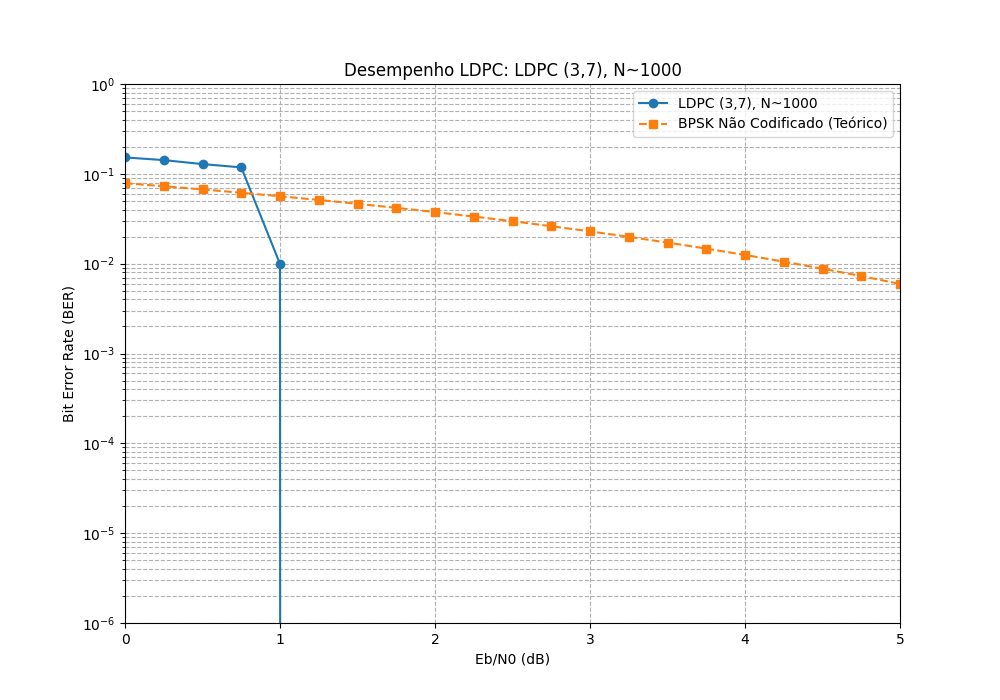 Desempenho LDPC: LDPC (3,7), N~1000
LDPC (3,7), N~1000
BPSK Não Codificado (Teórico)
Bit Error Rate (BER)
10^0
10^-1
10^-2
10^-3
10^-4
10^-5
10^-6
0 1 2 3 4 5
Eb/N0 (dB)